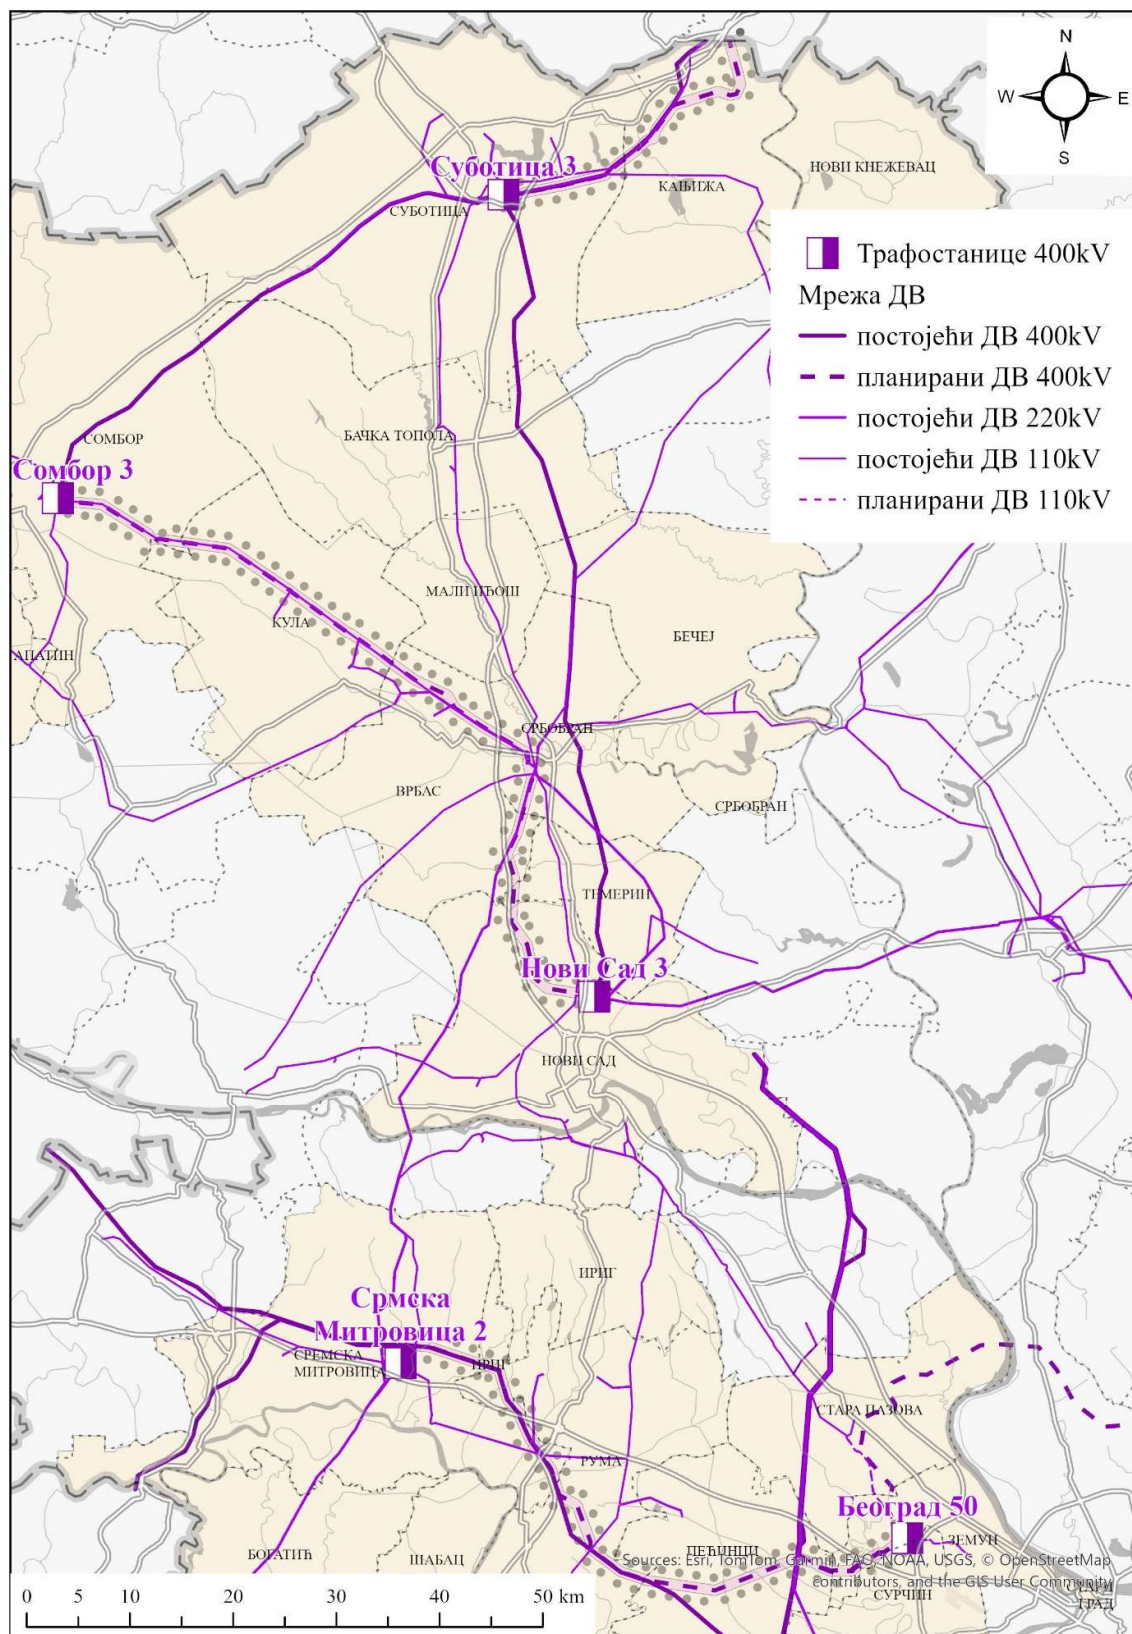 N
W
E
S
Суботица 3
НОВИ КНЕЖЕВАЦ
КАЊИЖА
СУБОТИЦА
Трафостанице 400kV
Мрежа ДВ
постојећи ДВ 400kV
планирани ДВ 400kV
постојећи ДВ 220kV
постојећи ДВ 110kV
планирани ДВ 110kV
СОМБОР
БАЧКА ТОПОЛА
Сомбор 3
МАЛИ ИЂОШ
КУЛА
БЕЧЕЈ
АПАТИН
СРБОБРАН
ВРБАС
СРБОБРАН
ТЕМЕРИН
Нови Сад 3
НОВИ САД
ИРИГ
Срмска
Митровица 2
СРЕМСКА
МИТРОВИЦА
ИРИГ
СТАРА ПАЗОВА
РУМА
Београд 50
ЗЕМУН
БОГАТИЋ
ШАБАЦ
ПЕЋИНЦИ
Sources: Esri, TomTom, Garmin, FAO, NOAA, USGS, © OpenStreetMap
contributors, and the GIS User Community
СУРЧИН
ГРАД
0 5 10 20 30 40 50 km